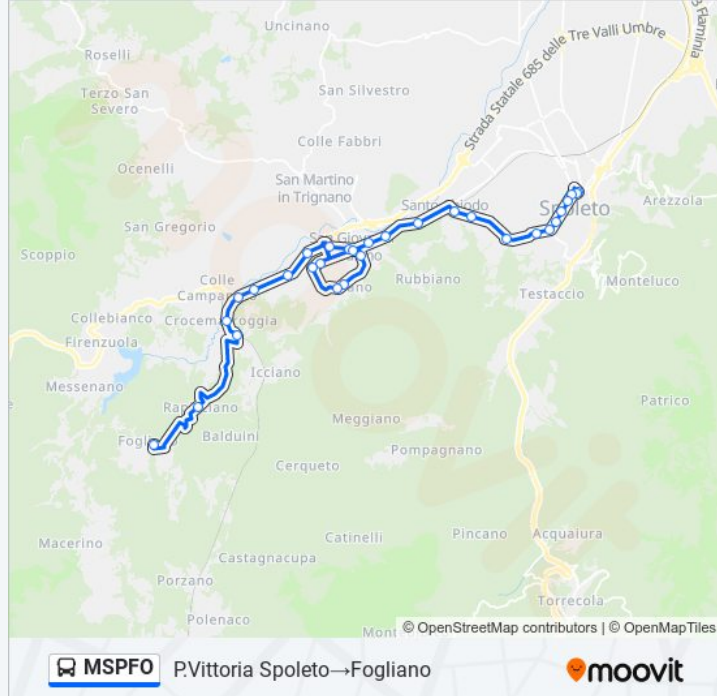 Uncinano
Roselli
Terzo San
Severo
San Silvestro
Strada Statale 685 delle Tre Valli Umbre
Flaminia
Colle Fabbri
Ocenelli
San Martino
in Trignano
Arezzola
San Gregorio
Spoleto
Scoppio
Colle
Rubbiano
Monteluco
Testaccio
Collebianco
Firenzuola
Messenano
Icciano
Patrico
Meggiano
Balduini
Pompagnano
Cerqueto
Macerino
Catinelli
Pincano
Acquaiura
Castagnacupa
Porzano
Torrecola
Polenaco
© OpenStreetMap contributors | © OpenMapTiles
MSPFO
P.Vittoria Spoleto→Fogliano
moovit